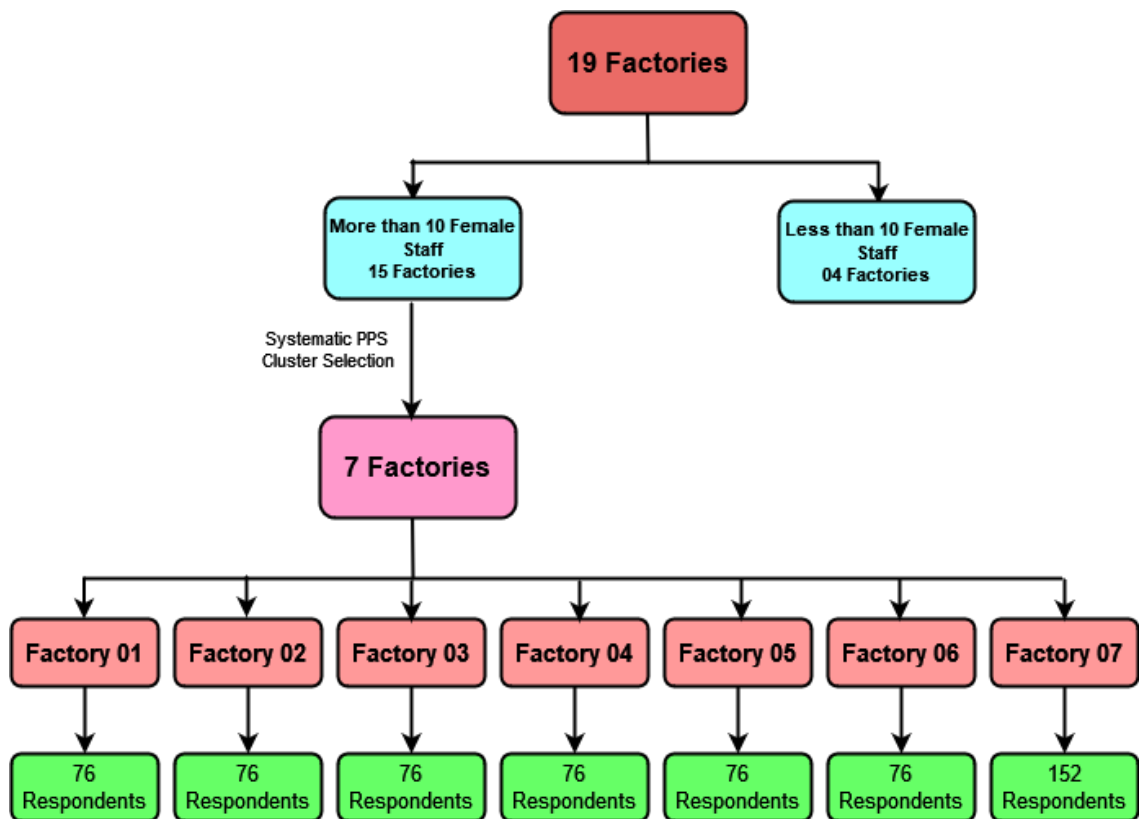 19 Factories
More than 10 Female
Staff
15 Factories
Less than 10 Female
Staff
04 Factories
Systematic PPS
Cluster Selection
7 Factories
Factory 01
Factory 02
Factory 03
Factory 04
Factory 05
Factory 06
Factory 07
76
Respondents
76
Respondents
76
Respondents
76
Respondents
76
Respondents
76
Respondents
152
Respondents